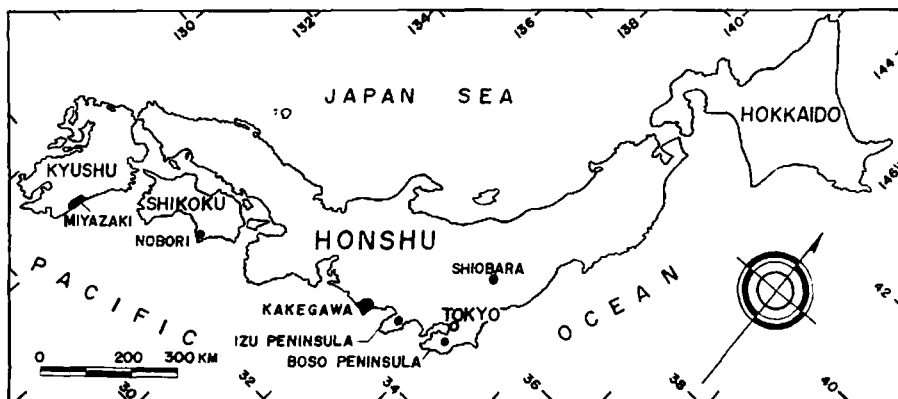 130
132
134
136
138
140
144
JAPAN SEA
HOKKAIDO
KYUSHU
146
SHIKOKU
MIYAZAKI
NOBORI
HONSHU
SHIOBARA
PACIFIC
OCEAN
42
KAKEGAWA
TOKYO
IZU PENINSULA
BOSO PENINSULA
0 200 300 KM
30
32
34
36
38
40